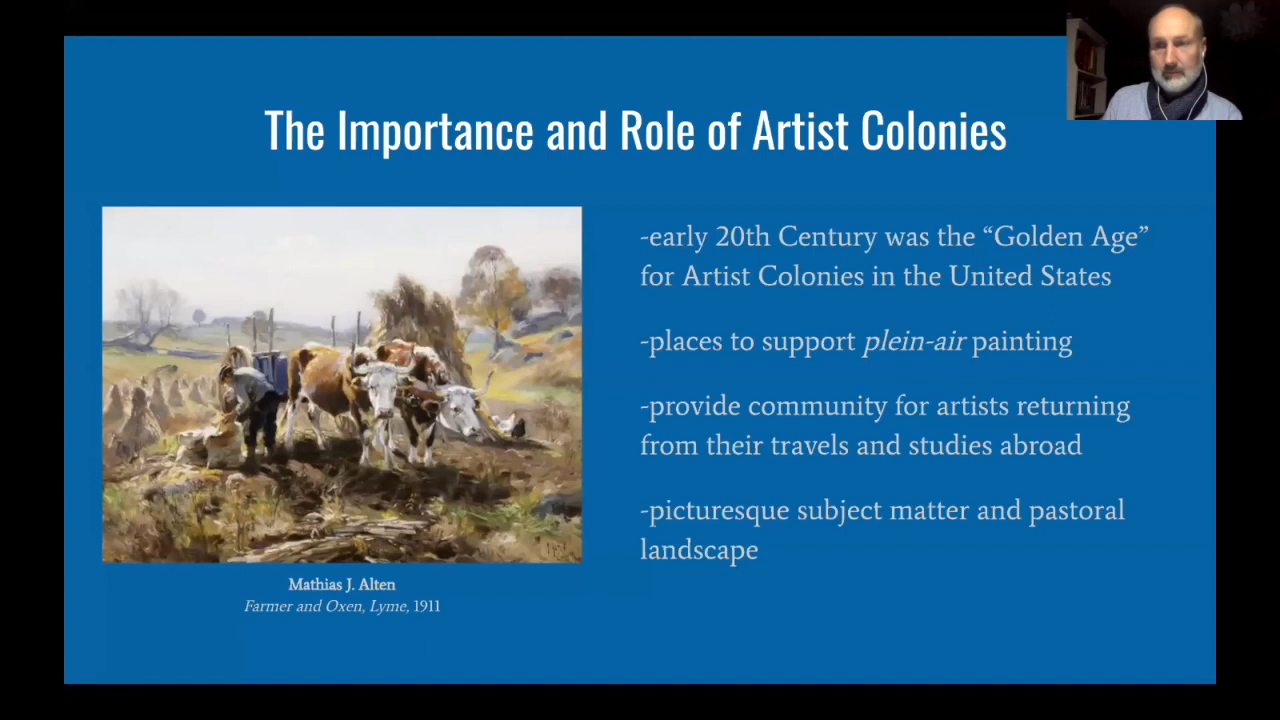 The Importance and Role of Artist Colonies
-early 20th Century was the “Golden Age”
for Artist Colonies in the United States
-places to support plein-air painting
-provide community for artists returning
from their travels and studies abroad
-picturesque subject matter and pastoral
landscape
Mathias J. Alten
Farmer and Oxen, Lyme, 1911